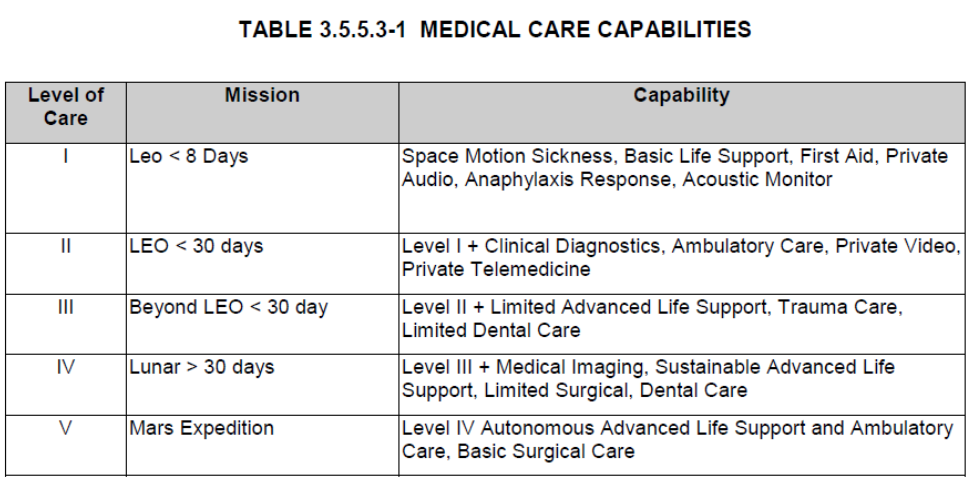 TABLE 3.5.5.3-1 MEDICAL CARE CAPABILITIES
Level of Care | Mission | Capability
I | Leo < 8 Days | Space Motion Sickness, Basic Life Support, First Aid, Private
Audio, Anaphylaxis Response, Acoustic Monitor
II | LEO < 30 days | Level I + Clinical Diagnostics, Ambulatory Care, Private Video,
Private Telemedicine
III | Beyond LEO < 30 day | Level II + Limited Advanced Life Support, Trauma Care,
Limited Dental Care
IV | Lunar > 30 days | Level III + Medical Imaging, Sustainable Advanced Life
Support, Limited Surgical, Dental Care
V | Mars Expedition | Level IV Autonomous Advanced Life Support and Ambulatory
Care, Basic Surgical Care